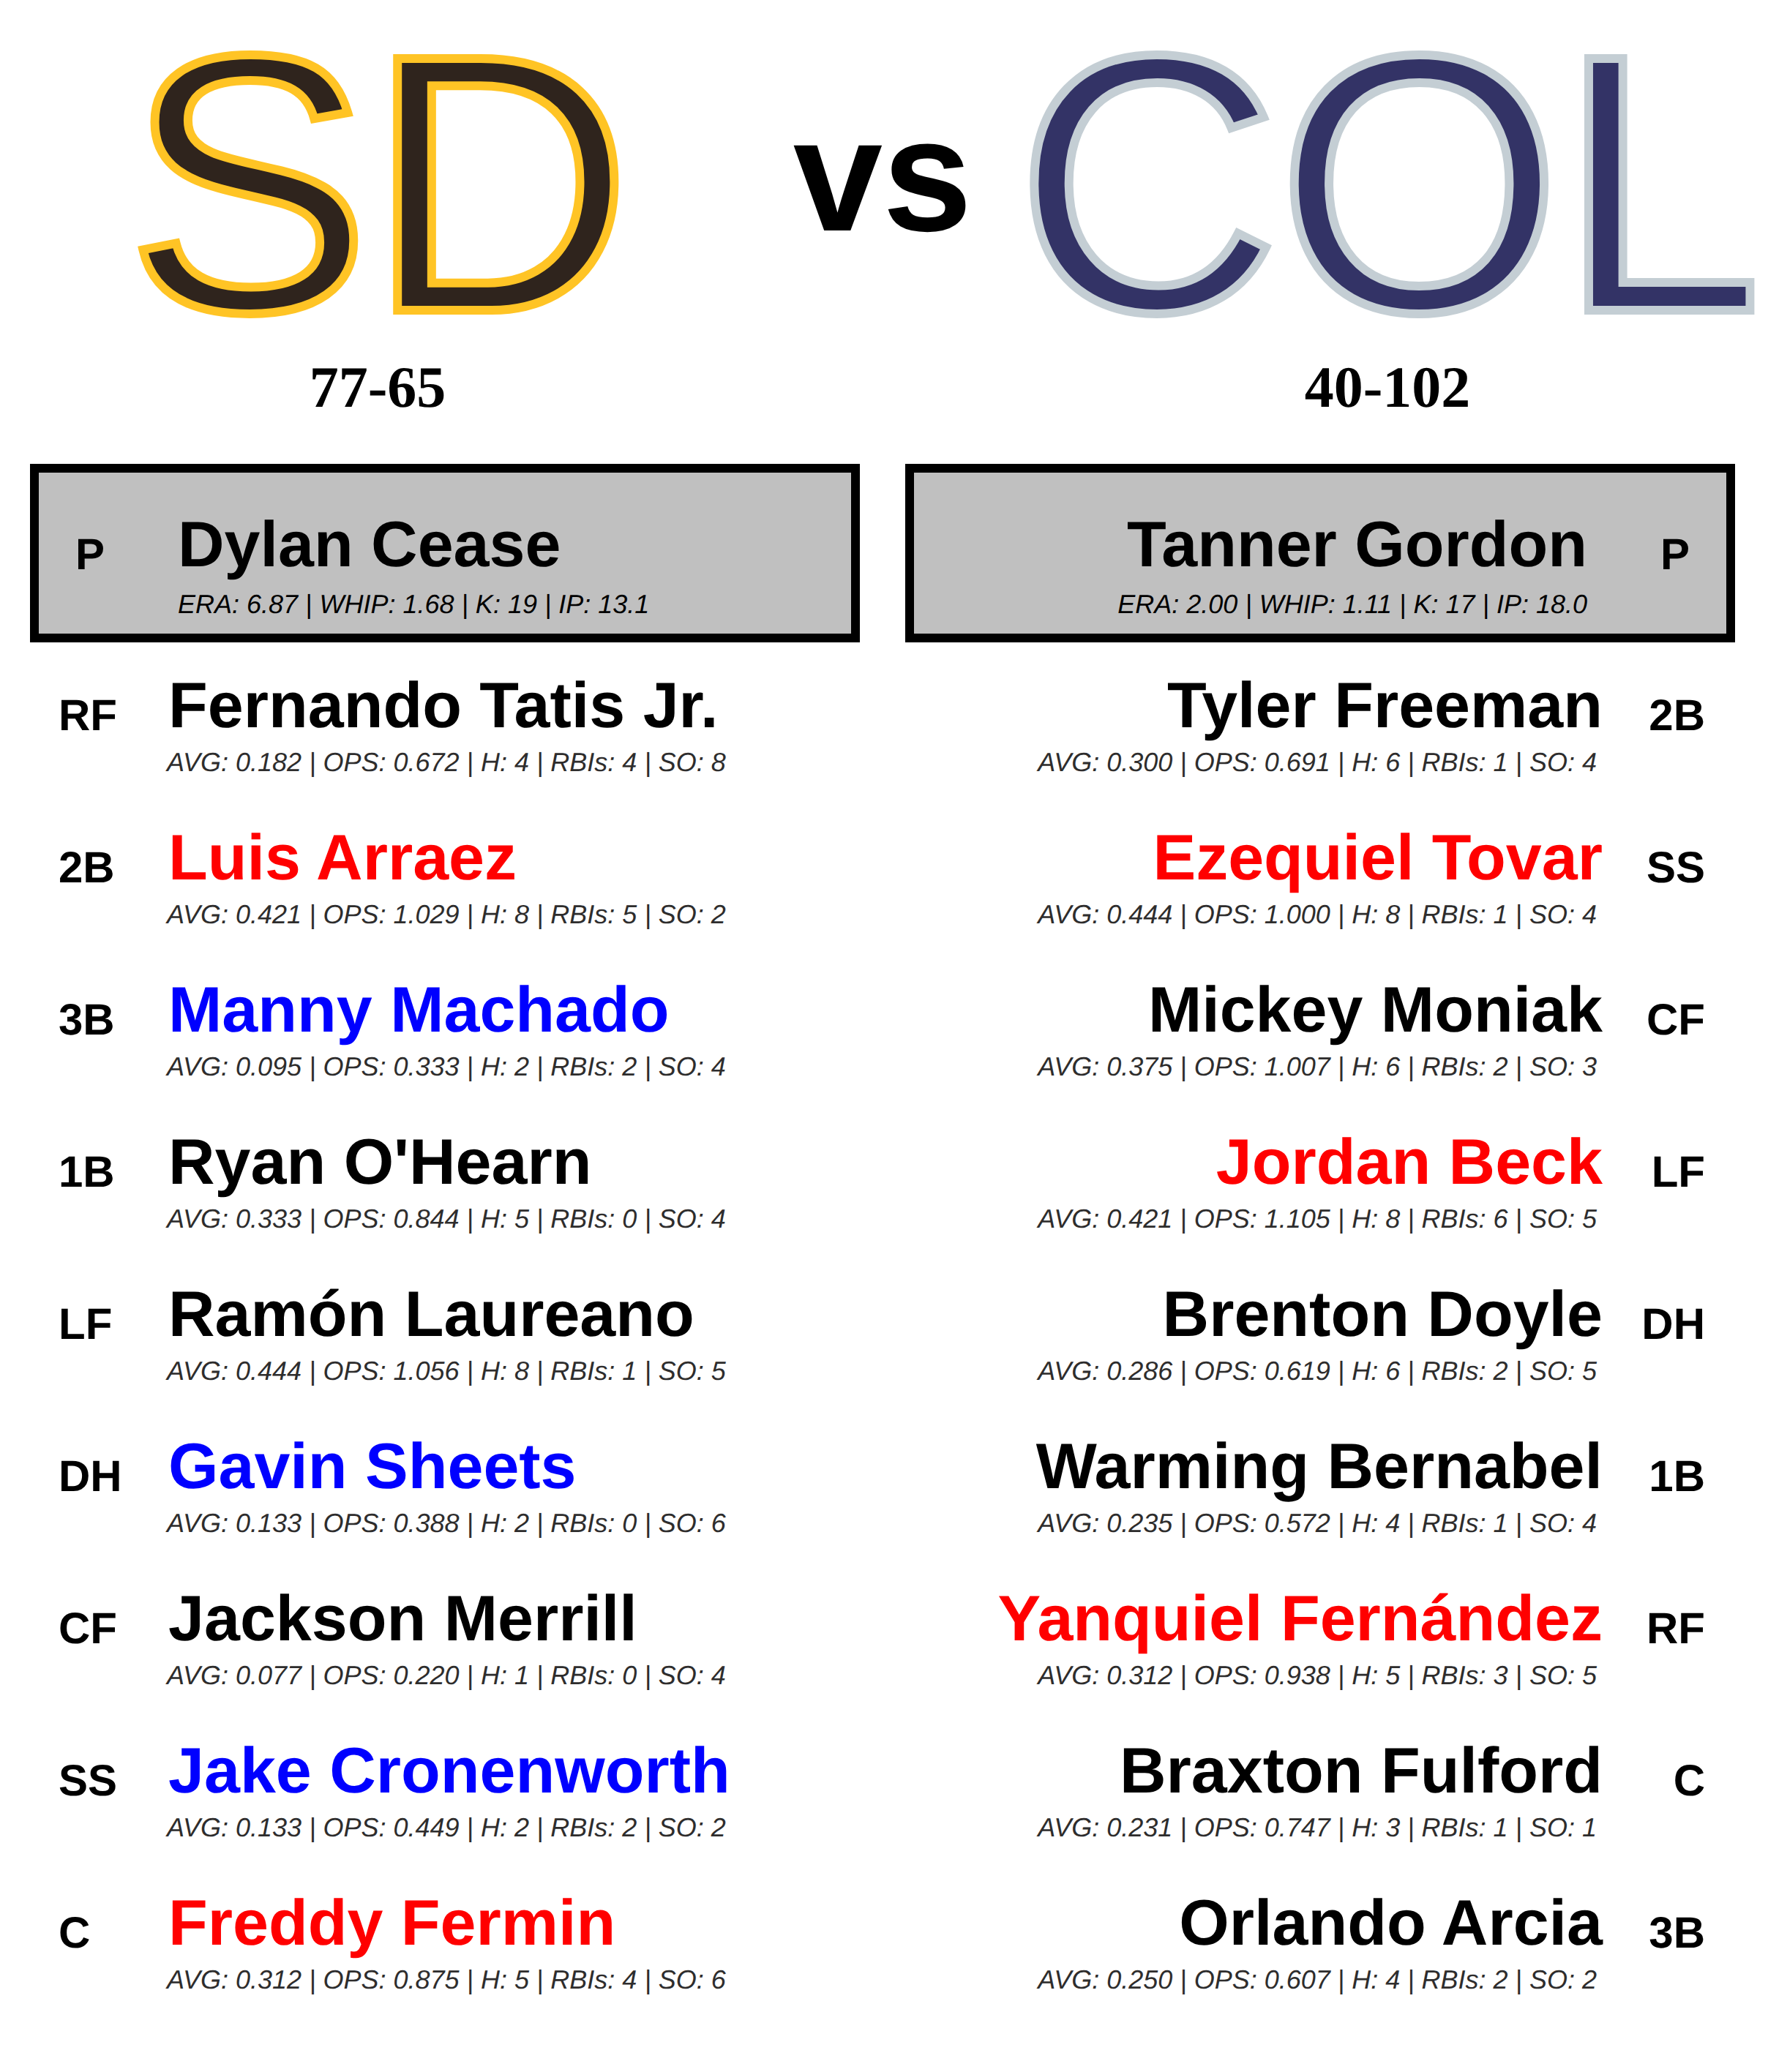 SD vs COL
77-65 40-102
P Dylan Cease Tanner Gordon P
ERA: 6.87 | WHIP: 1.68 | K: 19 | IP: 13.1 ERA: 2.00 | WHIP: 1.11 | K: 17 | IP: 18.0
RF Fernando Tatis Jr. Tyler Freeman 2B
AVG: 0.182 | OPS: 0.672 | H: 4 | RBIs: 4 | SO: 8 AVG: 0.300 | OPS: 0.691 | H: 6 | RBIs: 1 | SO: 4
2B Luis Arraez Ezequiel Tovar SS
AVG: 0.421 | OPS: 1.029 | H: 8 | RBIs: 5 | SO: 2 AVG: 0.444 | OPS: 1.000 | H: 8 | RBIs: 1 | SO: 4
3B Manny Machado Mickey Moniak CF
AVG: 0.095 | OPS: 0.333 | H: 2 | RBIs: 2 | SO: 4 AVG: 0.375 | OPS: 1.007 | H: 6 | RBIs: 2 | SO: 3
1B Ryan O'Hearn Jordan Beck LF
AVG: 0.333 | OPS: 0.844 | H: 5 | RBIs: 0 | SO: 4 AVG: 0.421 | OPS: 1.105 | H: 8 | RBIs: 6 | SO: 5
LF Ramón Laureano Brenton Doyle DH
AVG: 0.444 | OPS: 1.056 | H: 8 | RBIs: 1 | SO: 5 AVG: 0.286 | OPS: 0.619 | H: 6 | RBIs: 2 | SO: 5
DH Gavin Sheets Warming Bernabel 1B
AVG: 0.133 | OPS: 0.388 | H: 2 | RBIs: 0 | SO: 6 AVG: 0.235 | OPS: 0.572 | H: 4 | RBIs: 1 | SO: 4
CF Jackson Merrill Yanquiel Fernández RF
AVG: 0.077 | OPS: 0.220 | H: 1 | RBIs: 0 | SO: 4 AVG: 0.312 | OPS: 0.938 | H: 5 | RBIs: 3 | SO: 5
SS Jake Cronenworth Braxton Fulford C
AVG: 0.133 | OPS: 0.449 | H: 2 | RBIs: 2 | SO: 2 AVG: 0.231 | OPS: 0.747 | H: 3 | RBIs: 1 | SO: 1
C Freddy Fermin Orlando Arcia 3B
AVG: 0.312 | OPS: 0.875 | H: 5 | RBIs: 4 | SO: 6 AVG: 0.250 | OPS: 0.607 | H: 4 | RBIs: 2 | SO: 2